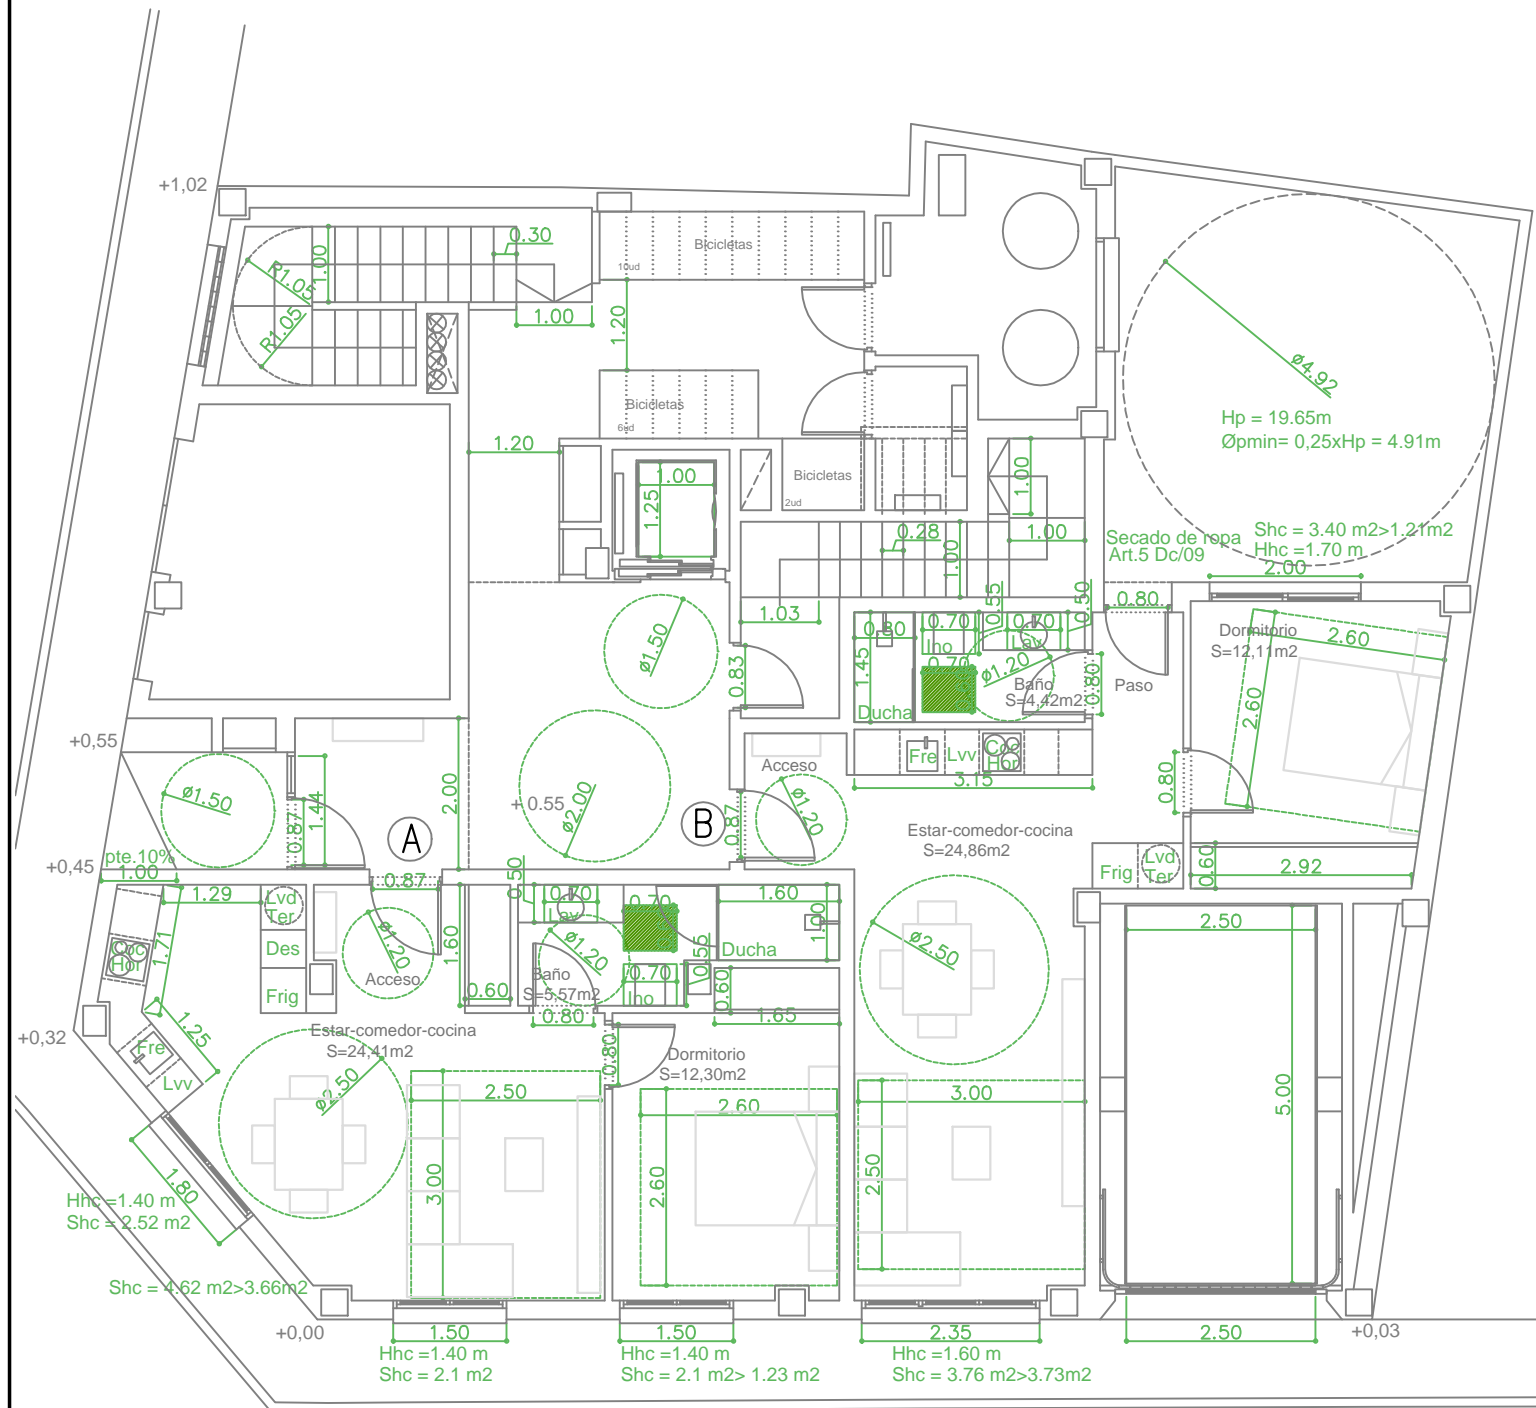 +1,02
0.30
Bicicletas
10ud
R1.05
1.00
R1.05
1.00
1.20
ø4.92
Hp = 19.65m
Øpmin= 0,25xHp = 4.91m
Bicicletas
6ud
1.20
1.00
1.25
Bicicletas
2ud
1.00
0.28
1.00
1.00
Secado de ropa
Art.5 Dc/09
Shc = 3.40 m2>1.21m2
Hhc =1.70 m
2.00
0.55
0.50
0.80
1.03
0.80
0.70
0.70
Ino
Lav
1.45
0.70
ø1.20
Ducha
Baño
S=4,42m2
0.80
Paso
Dormitorio
S=12,11m2
2.60
2.60
ø1.50
0.83
+0,55
ø1.50
0.87
1.44
2.00
+ 0.55
ø2.00
A
B
0.87
Acceso
ø1.20
Fre
Lvv
Coc
Hor
3.15
0.80
Estar-comedor-cocina
S=24,86m2
+0,45
pte.10%
1.00
1.29
0.87
0.50
0.70
Lav
0.70
1.60
1.00
Frig
Lvd
Ter
0.60
2.92
Lvd
Ter
Des
Frig
1.71
Coc
Hor
ø1.20
Acceso
1.60
0.60
ø1.20
Baño
S=5,57m2
0.80
0.70
Ino
0.55
Ducha
0.60
1.65
ø2.50
2.50
+0,32
1.25
Fre
Lvv
Estar-comedor-cocina
S=24,41m2
ø2.50
0.80
Dormitorio
S=12,30m2
2.50
3.00
2.60
2.60
3.00
2.50
5.00
1.80
Hhc =1.40 m
Shc = 2.52 m2
Shc = 4.62 m2>3.66m2
+0,00
1.50
Hhc =1.40 m
Shc = 2.1 m2
1.50
Hhc =1.40 m
Shc = 2.1 m2> 1.23 m2
2.35
Hhc =1.60 m
Shc = 3.76 m2>3.73m2
2.50
+0,03